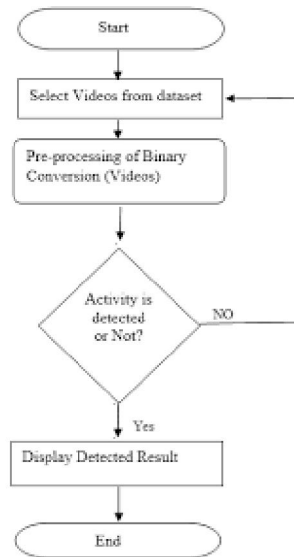 Start
Select Videos from dataset
Pre-processing of Binary
Conversion (Videos)
Activity is
detected
or Not?
NO
Yes
Display Detected Result
End